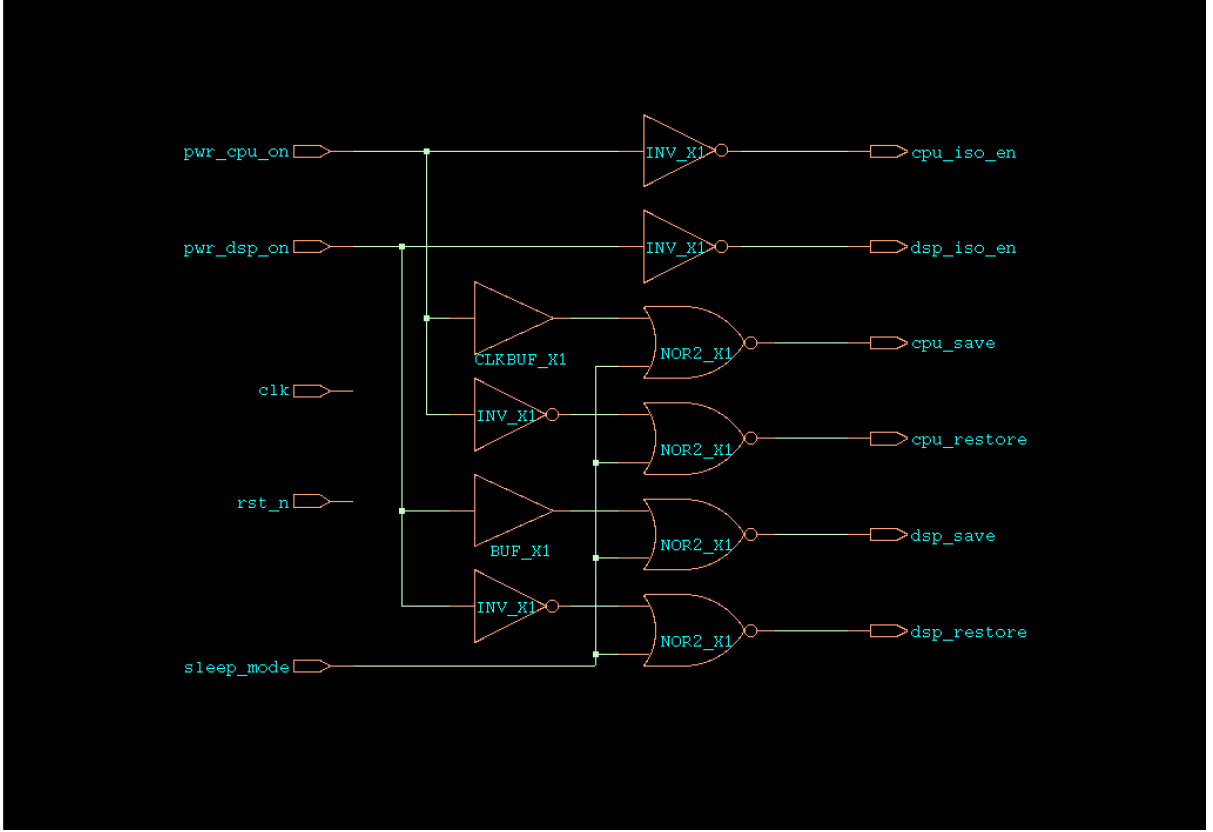 pwr_cpu_on
INV_X1
cpu_iso_en
pwr_dsp_on
INV_X1
dsp_iso_en
CLKBUF_X1
NOR2_X1
cpu_save
clk
INV_X1
NOR2_X1
cpu_restore
rst_n
BUF_X1
NOR2_X1
dsp_save
INV_X1
NOR2_X1
dsp_restore
sleep_mode